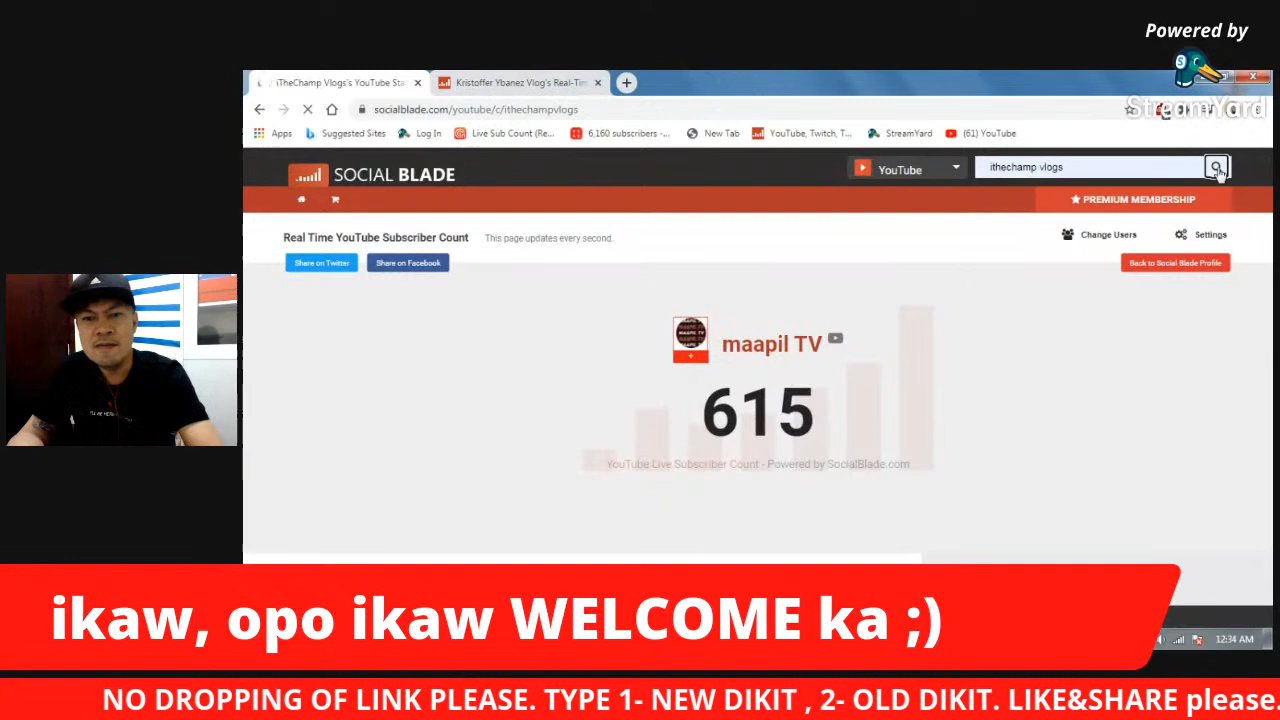 Powered by
StreamYard
iTheChamp Vlogs's YouTube Sta
Kristoffer Ybanez Vlog's Real-Tim
socialblade.com/youtube/c/ithechampvlogs
Apps
Suggested Sites
Log In
Live Sub Count (Re...
6,160 subscribers -...
New Tab
YouTube, Twitch, T...
StreamYard
(61) YouTube
SOCIAL BLADE
YouTube
ithechamp vlogs
PREMIUM MEMBERSHIP
Real Time YouTube Subscriber Count
This page updates every second.
Change Users
Settings
Share on Twitter
Share on Facebook
Back to Social Blade Profile
maapil TV
615
YouTube Live Subscriber Count - Powered by SocialBlade.com
ikaw, opo ikaw WELCOME ka ;)
12:34 AM
NO DROPPING OF LINK PLEASE. TYPE 1- NEW DIKIT , 2- OLD DIKIT. LIKE&SHARE please.